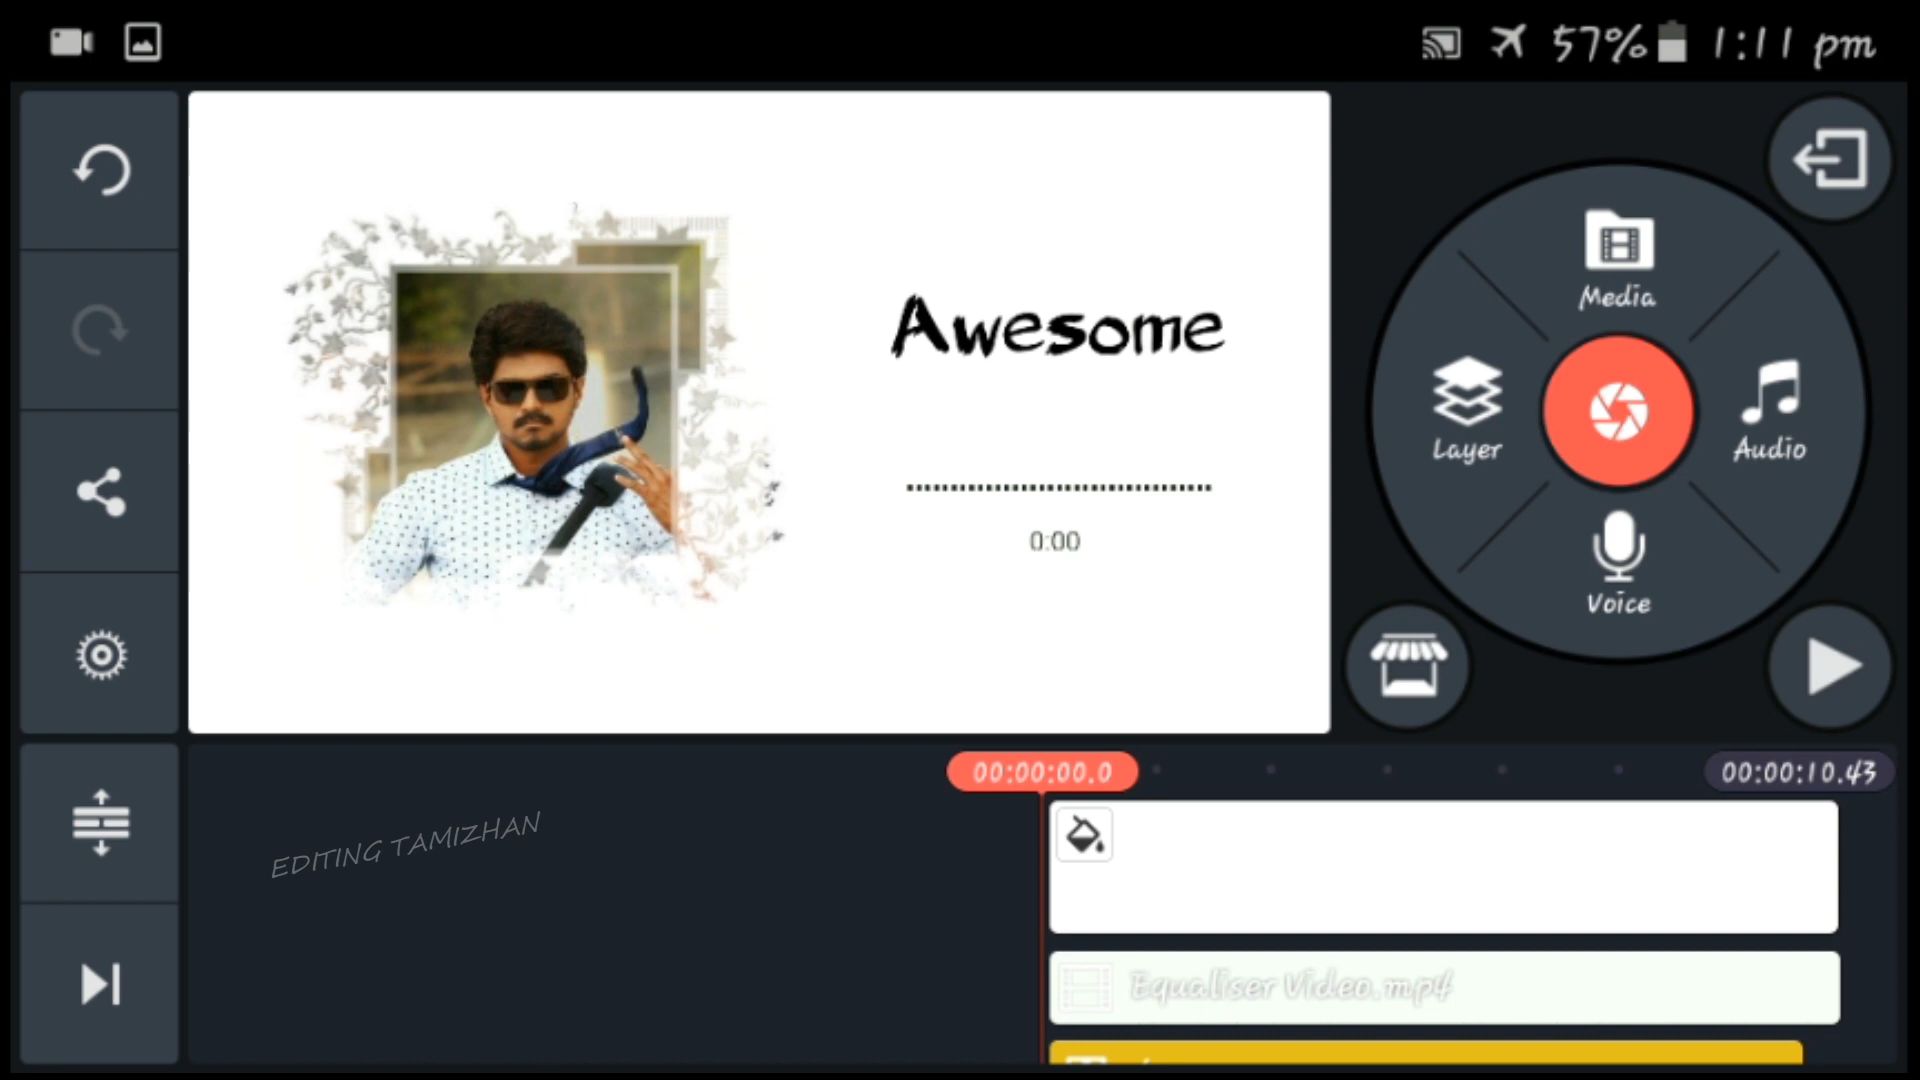 57% 1:11 pm
Awesome
0:00
Media
Layer
Audio
Voice
00:00:00.0
00:00:10.43
EDITING TAMIZHAN
Equaliser Video.mp4